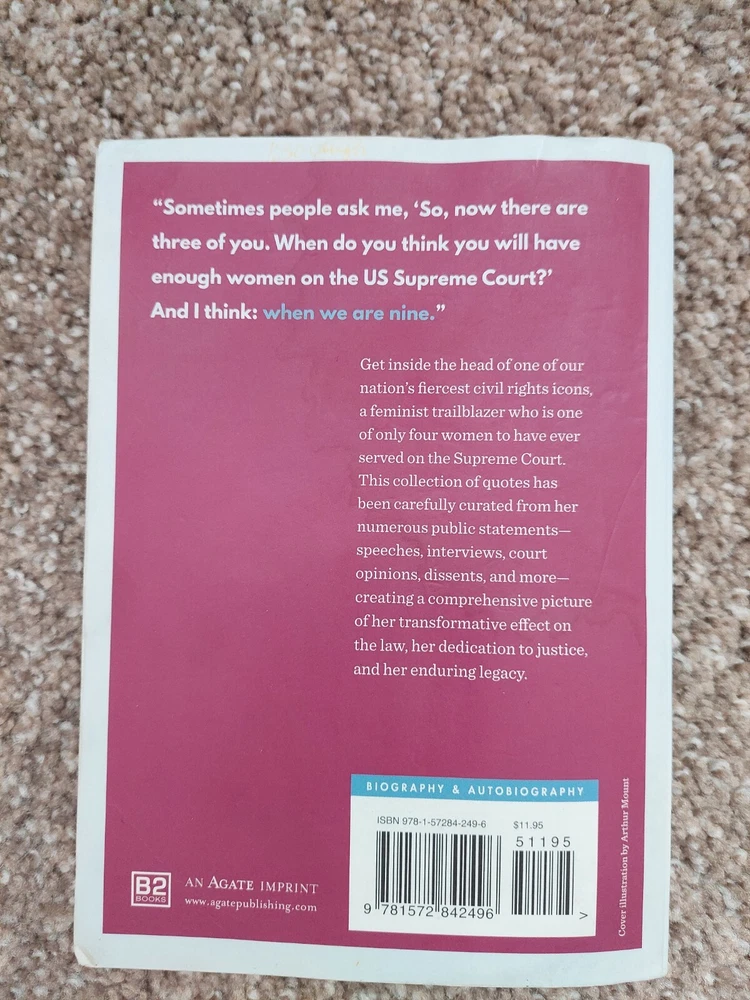 “Sometimes people ask me, ‘So, now there are
three of you. When do you think you will have
enough women on the US Supreme Court?’
And I think: when we are nine.”
Get inside the head of one of our
nation’s fiercest civil rights icons,
a feminist trailblazer who is one
of only four women to have ever
served on the Supreme Court.
This collection of quotes has
been carefully curated from her
numerous public statements—
speeches, interviews, court
opinions, dissents, and more—
creating a comprehensive picture
of her transformative effect on
the law, her dedication to justice,
and her enduring legacy.
BIOGRAPHY & AUTOBIOGRAPHY
ISBN 978-1-57284-249-6 $11.95
51195
9 781572 842496 >
B2
BOOKS
AN AGATE IMPRINT
www.agatepublishing.com
Cover illustration by Arthur Mount